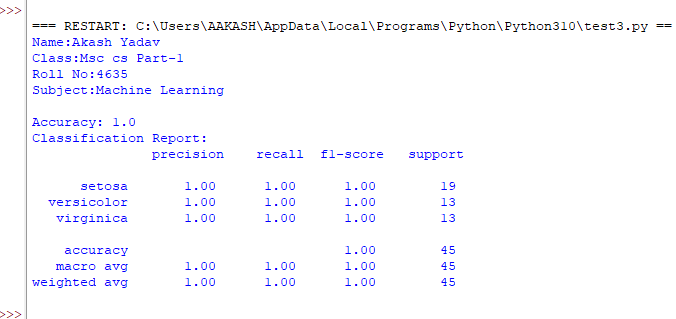 >>>
=== RESTART: C:\Users\AAKASH\AppData\Local\Programs\Python\Python310\test3.py ==
Name:Akash Yadav
Class:Msc cs Part-1
Roll No:4635
Subject:Machine Learning
Accuracy: 1.0
Classification Report:
precision recall f1-score support
setosa 1.00 1.00 1.00 19
versicolor 1.00 1.00 1.00 13
virginica 1.00 1.00 1.00 13
accuracy 1.00 45
macro avg 1.00 1.00 1.00 45
weighted avg 1.00 1.00 1.00 45
>>>